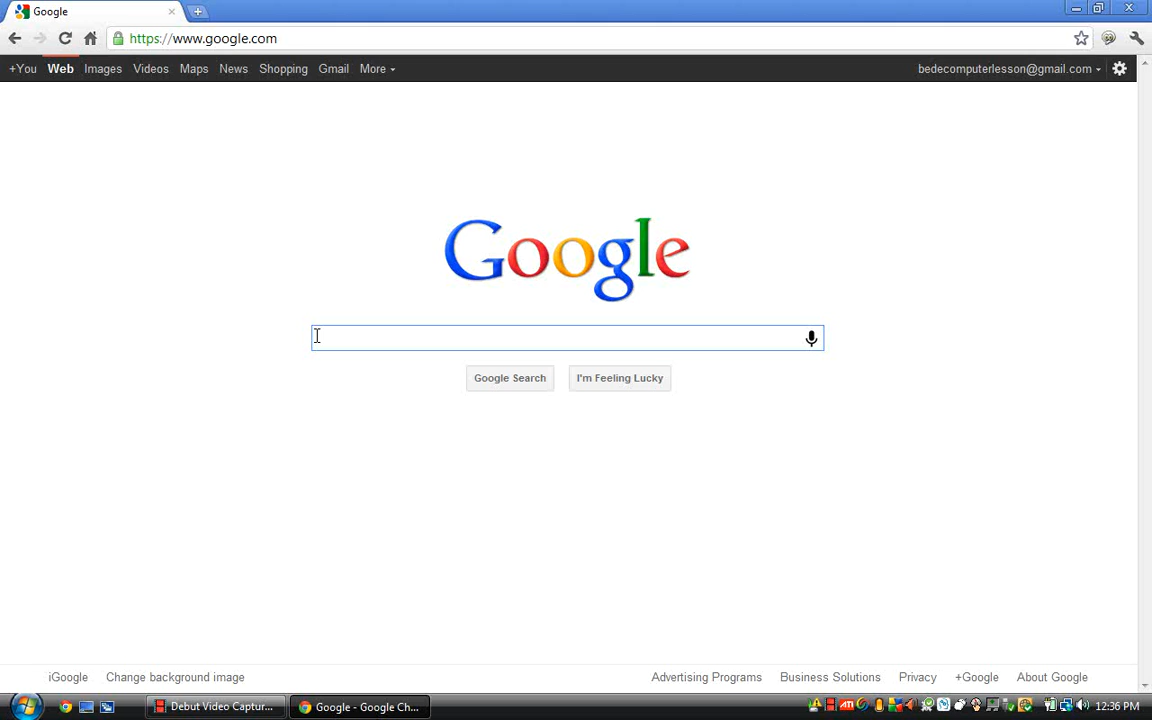 Google
https://www.google.com
+You Web Images Videos Maps News Shopping Gmail More bedecomputerlesson@gmail.com
Google
Google Search I'm Feeling Lucky
iGoogle Change background image Advertising Programs Business Solutions Privacy +Google About Google
Debut Video Captur... Google - Google Ch... ATI 12:36 PM